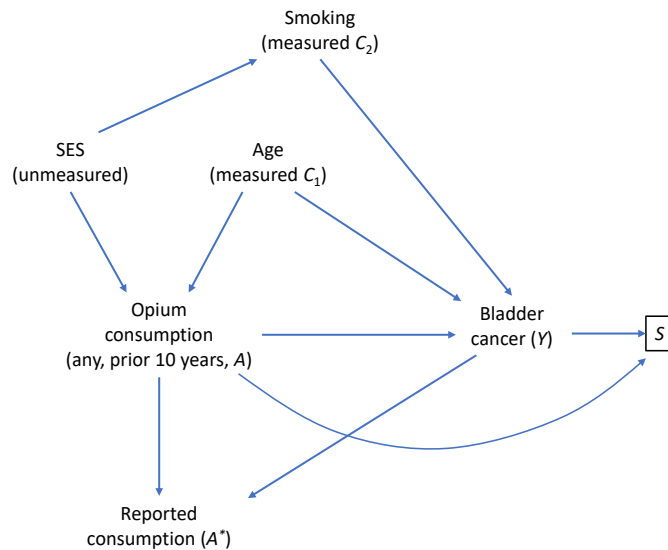 Smoking
(measured C₂)
SES
(unmeasured)
Age
(measured C₁)
Opium
consumption
(any, prior 10 years, A)
Bladder
cancer (Y)
S
Reported
consumption (A*)